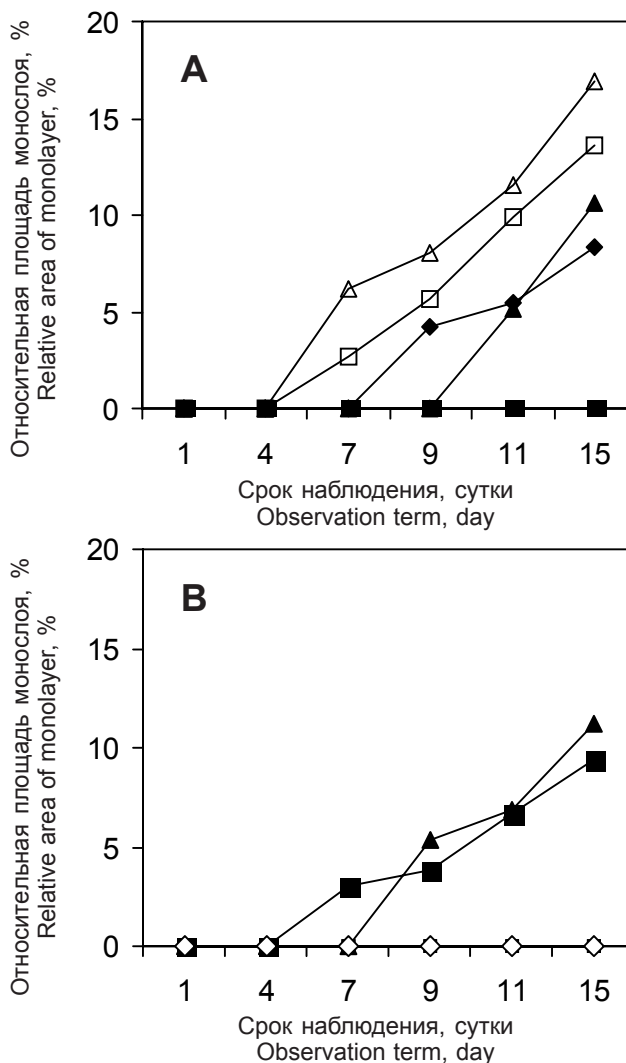 Относительная площадь монослоя, %
Relative area of monolayer, %
20
15
10
5
0
A
1 4 7 9 11 15
Срок наблюдения, сутки
Observation term, day
Относительная площадь монослоя, %
Relative area of monolayer, %
20
15
10
5
0
B
1 4 7 9 11 15
Срок наблюдения, сутки
Observation term, day